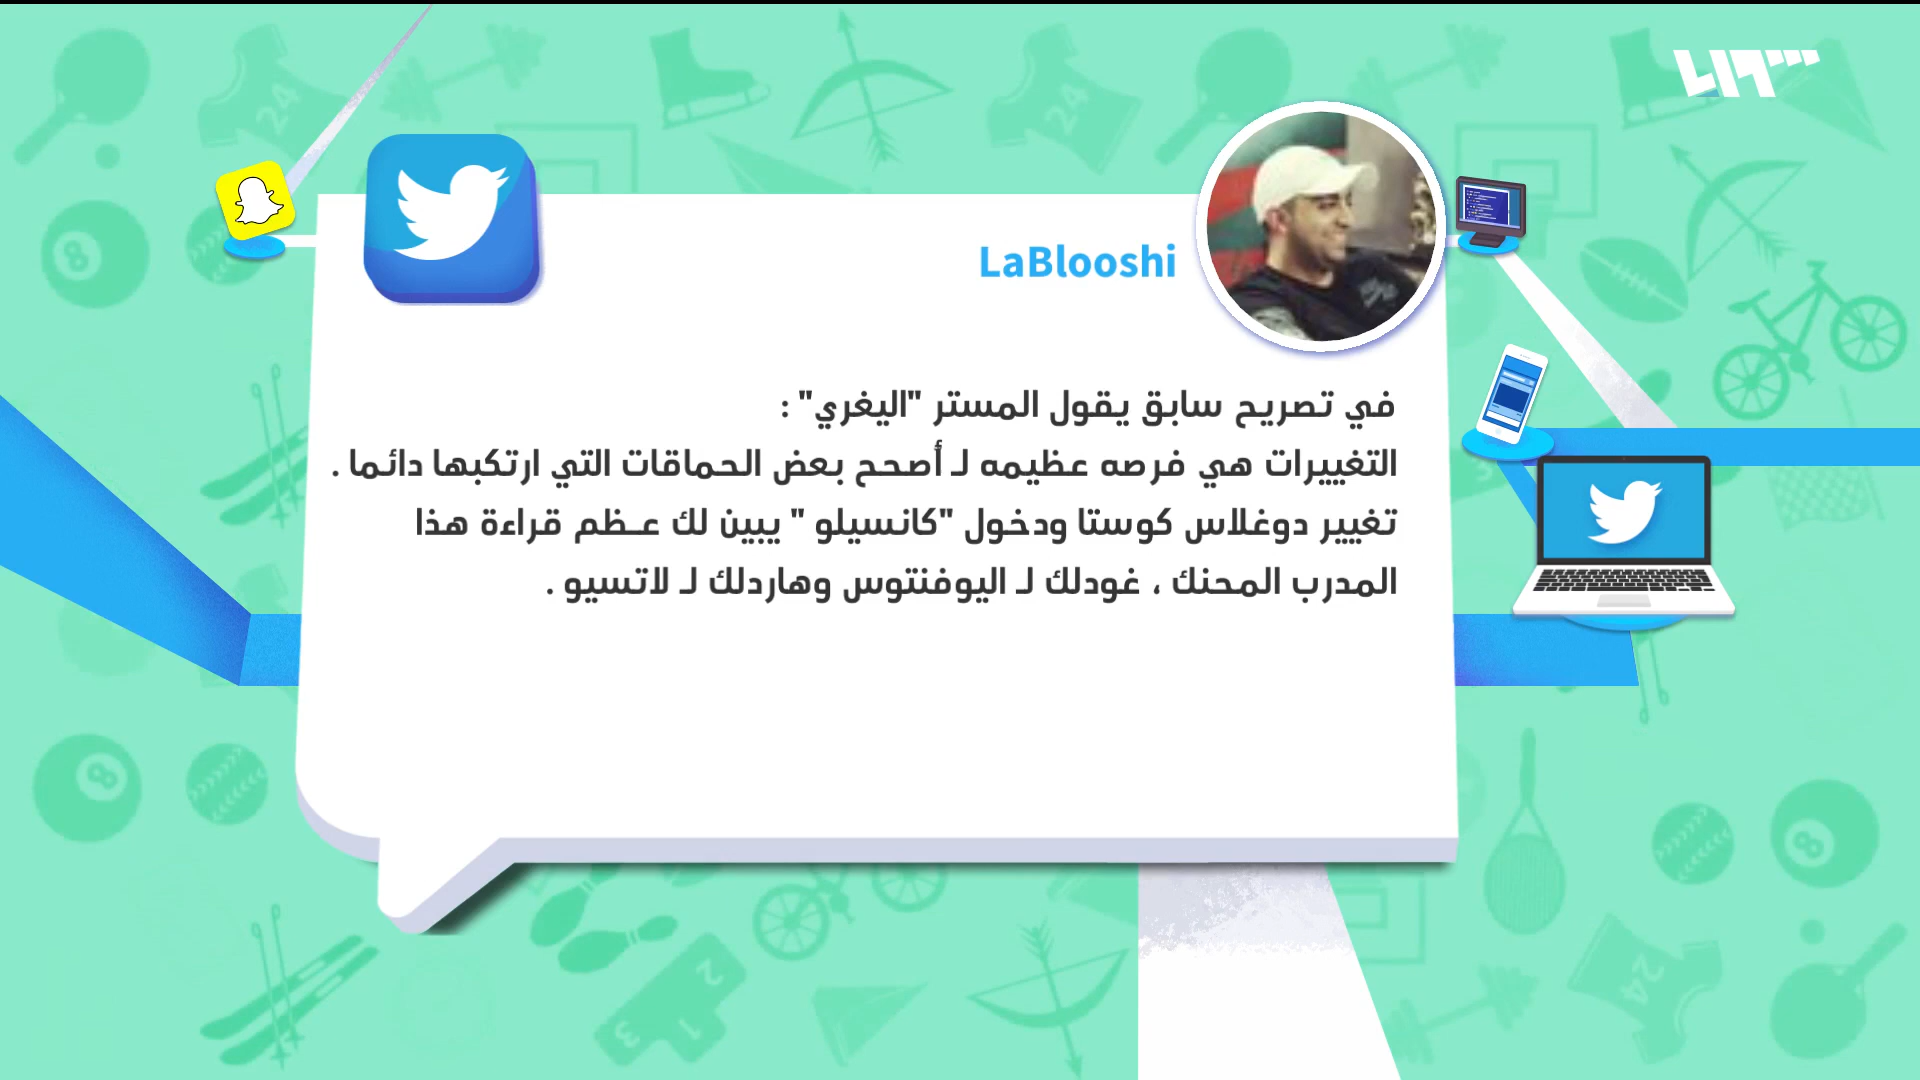 LaBlooshi
في تصريح سابق يقول المستر "اليغري" :
التغييرات هي فرصه عظيمه لـ أصحح بعض الحماقات التي ارتكبها دائما .
تغيير دوغلاس كوستا ودخول "كانسيلو " يبين لك عـظم قراءة هذا
المدرب المحنك ، غودلك لـ اليوفنتوس وهاردلك لـ لاتسيو .